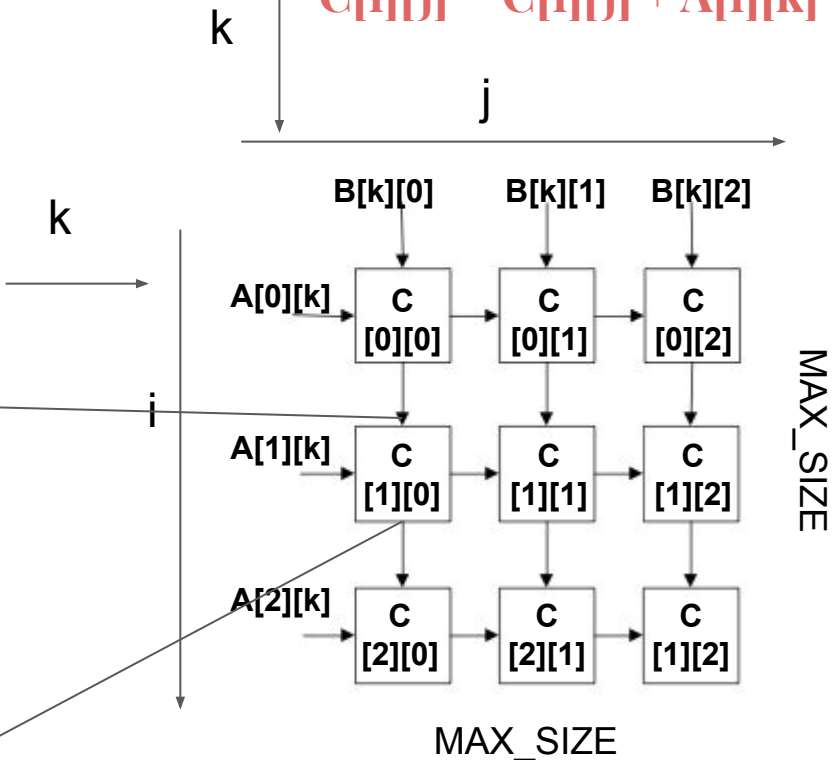 C[i][j] = C[i][j] + A[i][k]
k
j
B[k][0] B[k][1] B[k][2]
k
A[0][k]
C
[0][0]
C
[0][1]
C
[0][2]
i
A[1][k]
C
[1][0]
C
[1][1]
C
[1][2]
MAX_SIZE
A[2][k]
C
[2][0]
C
[2][1]
C
[1][2]
MAX_SIZE